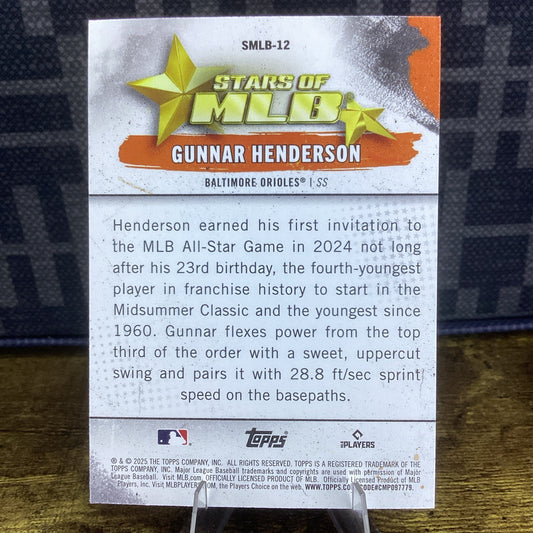 SMLB-12
STARS OF
MLB®
GUNNAR HENDERSON
BALTIMORE ORIOLES® | SS
Henderson earned his first invitation to
the MLB All-Star Game in 2024 not long
after his 23rd birthday, the fourth-youngest
player in franchise history to start in the
Midsummer Classic and the youngest since
1960. Gunnar flexes power from the top
third of the order with a sweet, uppercut
swing and pairs it with 28.8 ft/sec sprint
speed on the basepaths.
topps
PLAYERS
® & © 2025 THE TOPPS COMPANY, INC. ALL RIGHTS RESERVED. TOPPS IS A REGISTERED TRADEMARK OF THE
TOPPS COMPANY, INC. Major League Baseball trademarks and copyrights are used with permission of Major
League Baseball. Visit MLB.com. OFFICIALLY LICENSED PRODUCT OF MLB. Officially Licensed Product of MLB
Players, Inc. Visit MLBPLAYERS.COM, the Players Choice on the web. WWW.TOPPS.CO CODE#CMP097779.